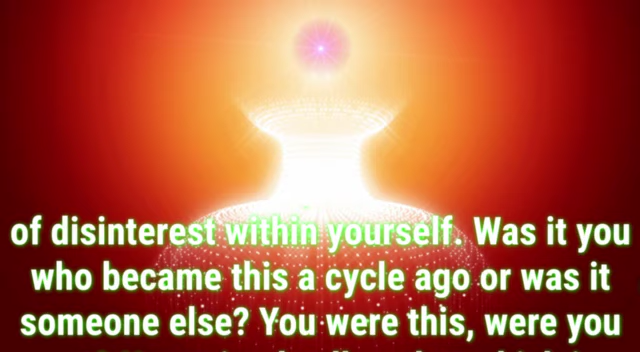 of disinterest within yourself. Was it you
who became this a cycle ago or was it
someone else? You were this, were you